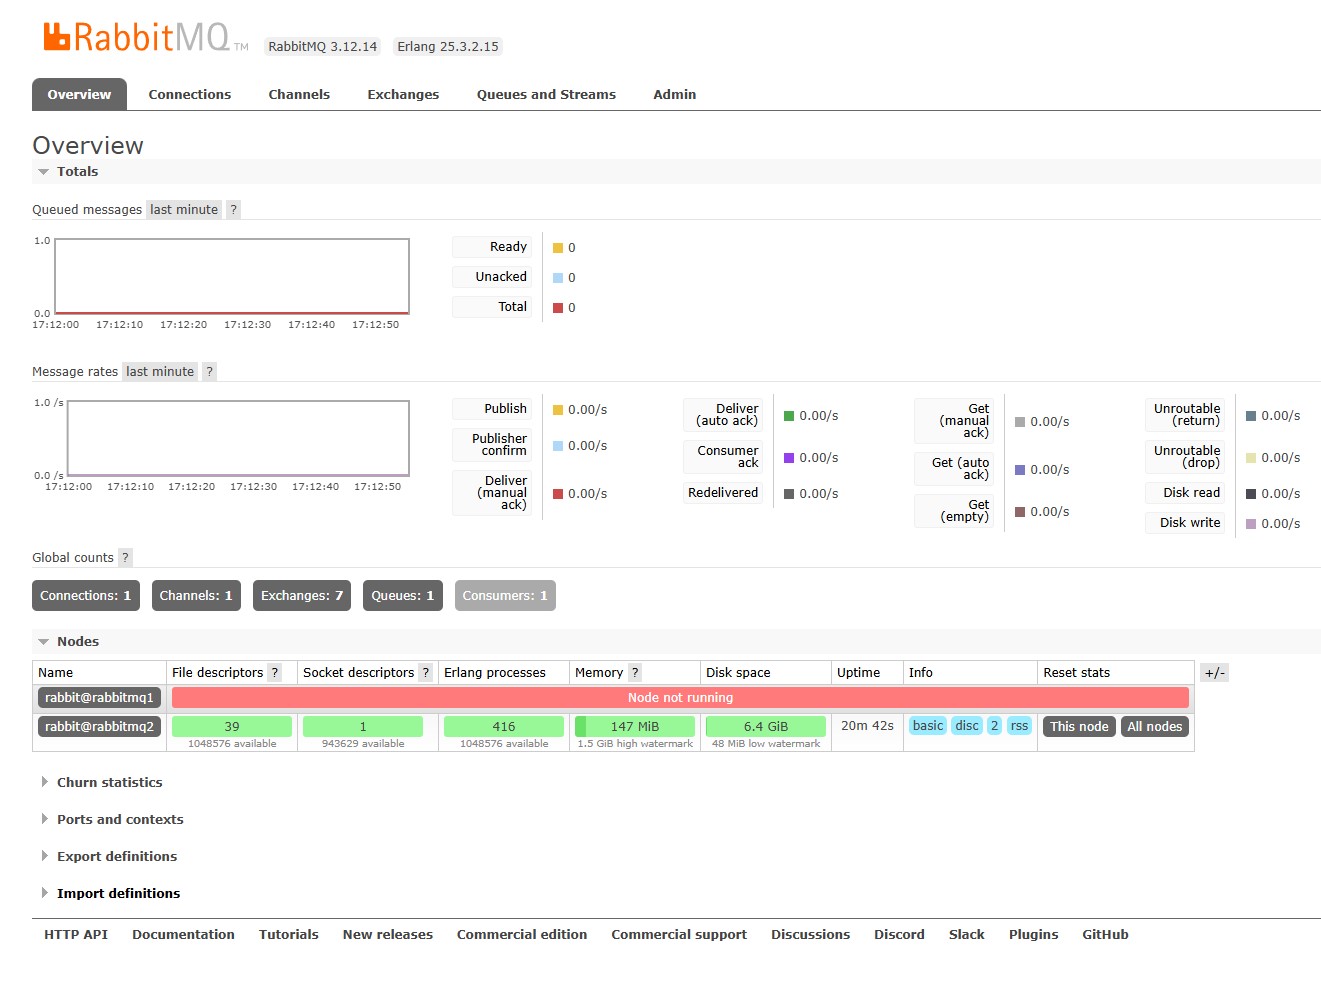 RabbitMQ TM RabbitMQ 3.12.14 Erlang 25.3.2.15
Overview Connections Channels Exchanges Queues and Streams Admin
Overview
Totals
Queued messages last minute ?
1.0
0.0
17:12:00 17:12:10 17:12:20 17:12:30 17:12:40 17:12:50
Ready 0
Unacked 0
Total 0
Message rates last minute ?
1.0 /s
0.0 /s
17:12:00 17:12:10 17:12:20 17:12:30 17:12:40 17:12:50
Publish 0.00/s
Publisher
confirm 0.00/s
Deliver
(manual
ack) 0.00/s
Deliver
(auto ack) 0.00/s
Consumer
ack 0.00/s
Redelivered 0.00/s
Get
(manual
ack) 0.00/s
Get (auto
ack) 0.00/s
Get
(empty) 0.00/s
Unroutable
(return) 0.00/s
Unroutable
(drop) 0.00/s
Disk read 0.00/s
Disk write 0.00/s
Global counts ?
Connections: 1 Channels: 1 Exchanges: 7 Queues: 1 Consumers: 1
Nodes
Name File descriptors ? Socket descriptors ? Erlang processes Memory ? Disk space Uptime Info Reset stats +/-
rabbit@rabbitmq1 Node not running
rabbit@rabbitmq2 39 1 416 147 MiB 6.4 GiB 20m 42s basic disc 2 rss This node All nodes
1048576 available 943629 available 1048576 available 1.5 GiB high watermark 48 MiB low watermark
Churn statistics
Ports and contexts
Export definitions
Import definitions
HTTP API Documentation Tutorials New releases Commercial edition Commercial support Discussions Discord Slack Plugins GitHub